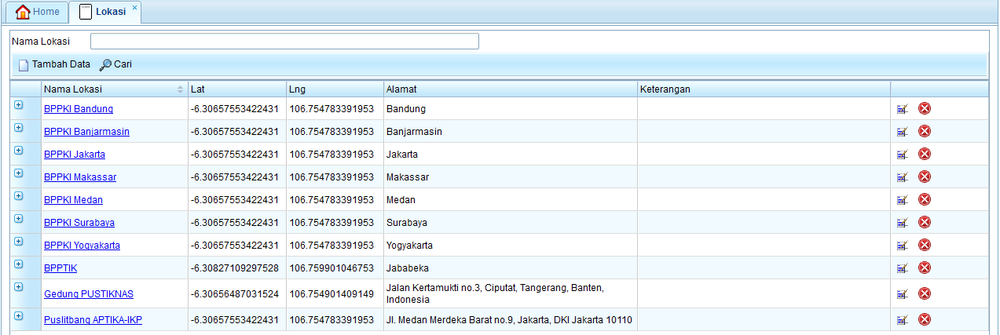 Home Lokasi
Nama Lokasi
Tambah Data Cari
Nama Lokasi Lat Lng Alamat Keterangan
BPPKI Bandung -6.30657553422431 106.754783391953 Bandung
BPPKI Banjarmasin -6.30657553422431 106.754783391953 Banjarmasin
BPPKI Jakarta -6.30657553422431 106.754783391953 Jakarta
BPPKI Makassar -6.30657553422431 106.754783391953 Makassar
BPPKI Medan -6.30657553422431 106.754783391953 Medan
BPPKI Surabaya -6.30657553422431 106.754783391953 Surabaya
BPPKI Yogyakarta -6.30657553422431 106.754783391953 Yogyakarta
BPPTIK -6.30827109297528 106.759901046753 Jababeka
Gedung PUSTIKNAS -6.30656487031524 106.754901409149 Jalan Kertamukti no.3, Ciputat, Tangerang, Banten,
Indonesia
Puslitbang APTIKA-IKP -6.30657553422431 106.754783391953 Jl. Medan Merdeka Barat no.9, Jakarta, DKI Jakarta 10110